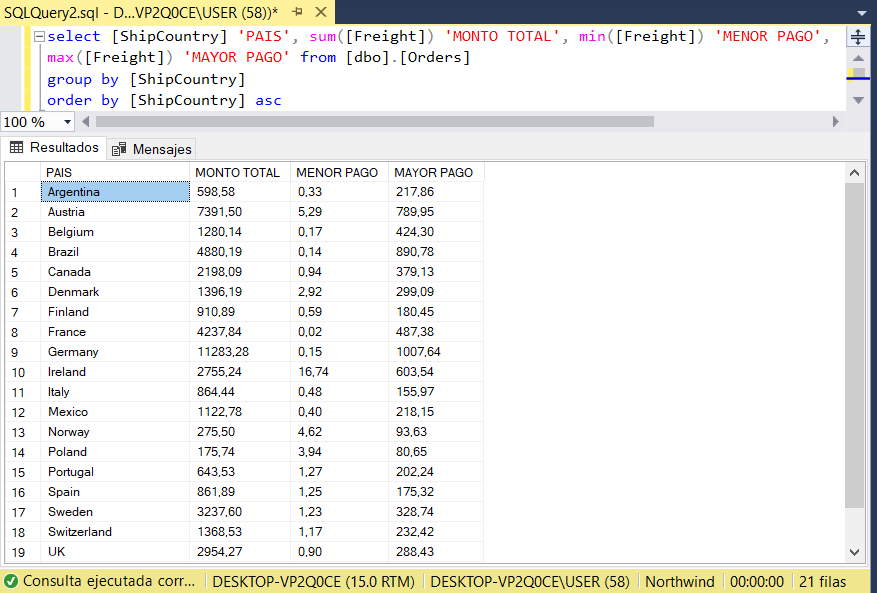 SQLQuery2.sql - D...VP2Q0CE\USER (58))*
select [ShipCountry] 'PAIS', sum([Freight]) 'MONTO TOTAL', min([Freight]) 'MENOR PAGO',
max([Freight]) 'MAYOR PAGO' from [dbo].[Orders]
group by [ShipCountry]
order by [ShipCountry] asc
100 %
Resultados Mensajes
PAIS MONTO TOTAL MENOR PAGO MAYOR PAGO
1 Argentina 598,58 0,33 217,86
2 Austria 7391,50 5,29 789,95
3 Belgium 1280,14 0,17 424,30
4 Brazil 4880,19 0,14 890,78
5 Canada 2198,09 0,94 379,13
6 Denmark 1396,19 2,92 299,09
7 Finland 910,89 0,59 180,45
8 France 4237,84 0,02 487,38
9 Germany 11283,28 0,15 1007,64
10 Ireland 2755,24 16,74 603,54
11 Italy 864,44 0,48 155,97
12 Mexico 1122,78 0,40 218,15
13 Norway 275,50 4,62 93,63
14 Poland 175,74 3,94 80,65
15 Portugal 643,53 1,27 202,24
16 Spain 861,89 1,25 175,32
17 Sweden 3237,60 1,23 328,74
18 Switzerland 1368,53 1,17 232,42
19 UK 2954,27 0,90 288,43
Consulta ejecutada corr... DESKTOP-VP2Q0CE (15.0 RTM) DESKTOP-VP2Q0CE\USER (58) Northwind 00:00:00 21 filas